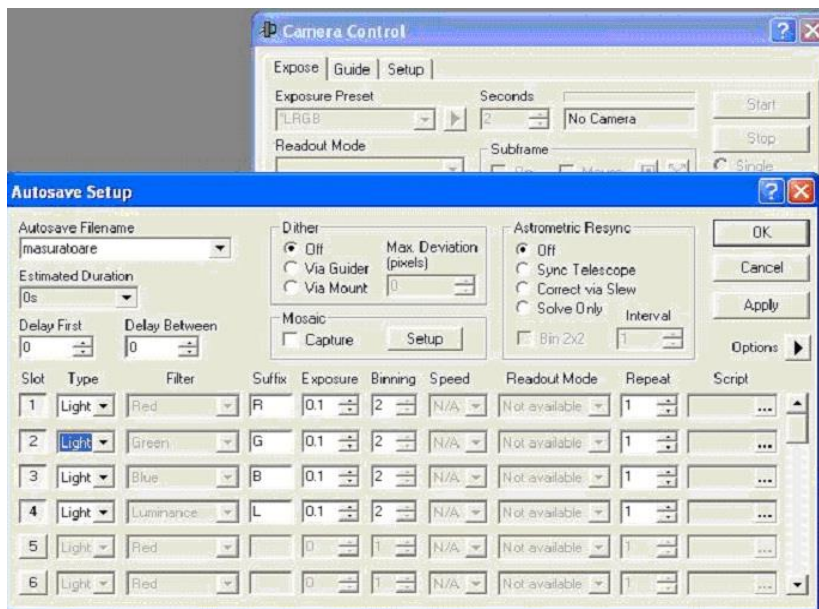 Camera Control
Expose Guide Setup
Exposure Preset Seconds
*LRGB 2 No Camera Start
Readout Mode Subframe Stop
On Mouse Single
Autosave Setup
Autosave Filename Dither Astrometric Resync OK
masuratoare Off Max. Deviation (pixels) Off
Estimated Duration Via Guider Sync Telescope Cancel
0s Via Mount 0 Correct via Slew
Delay First Delay Between Mosaic Solve Only Interval Apply
0 0 Capture Setup Bin 2x2 1 Options
Slot Type Filter Suffix Exposure Binning Speed Readout Mode Repeat Script
1 Light Red R 0.1 2 N/A Not available 1 ...
2 Light Green G 0.1 2 N/A Not available 1 ...
3 Light Blue B 0.1 2 N/A Not available 1 ...
4 Light Luminance L 0.1 2 N/A Not available 1 ...
5 Light Red 0 1 N/A Not available 1 ...
6 Light Red 0 1 N/A Not available 1 ...